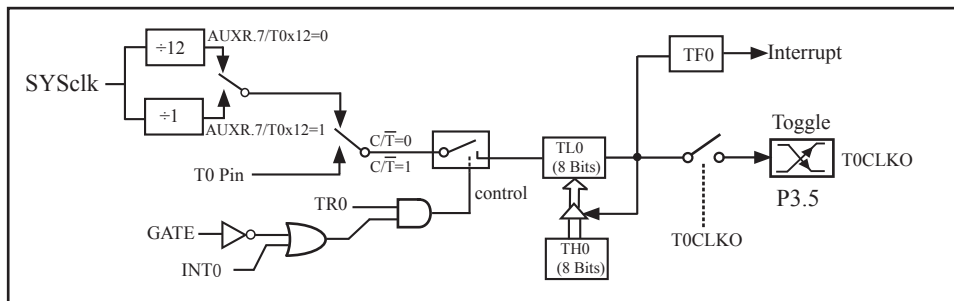 AUXR.7/T0x12=0
÷12
SYSclk
÷1
AUXR.7/T0x12=1
T0 Pin
C/T̅=0
C/T̅=1
TR0
GATE
INT0
control
TL0
(8 Bits)
TH0
(8 Bits)
TF0
Interrupt
Toggle
T0CLKO
P3.5
T0CLKO